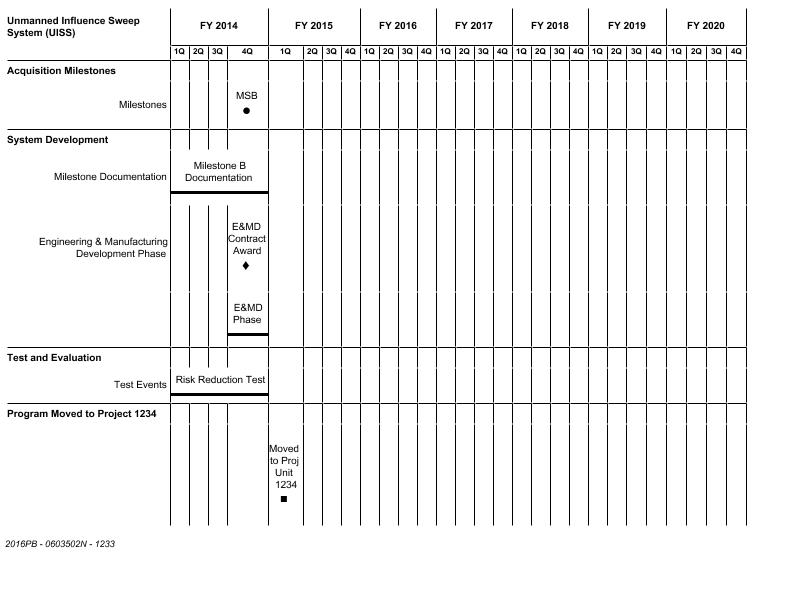 Unmanned Influence Sweep
System (UISS)
FY 2014 FY 2015 FY 2016 FY 2017 FY 2018 FY 2019 FY 2020
1Q 2Q 3Q 4Q 1Q 2Q 3Q 4Q 1Q 2Q 3Q 4Q 1Q 2Q 3Q 4Q 1Q 2Q 3Q 4Q 1Q 2Q 3Q 4Q 1Q 2Q 3Q 4Q
Acquisition Milestones
MSB
Milestones
System Development
Milestone B
Documentation
Milestone Documentation
E&MD
Contract
Award
Engineering & Manufacturing
Development Phase
E&MD
Phase
Test and Evaluation
Risk Reduction Test
Test Events
Program Moved to Project 1234
Moved
to Proj
Unit
1234
2016PB - 0603502N - 1233